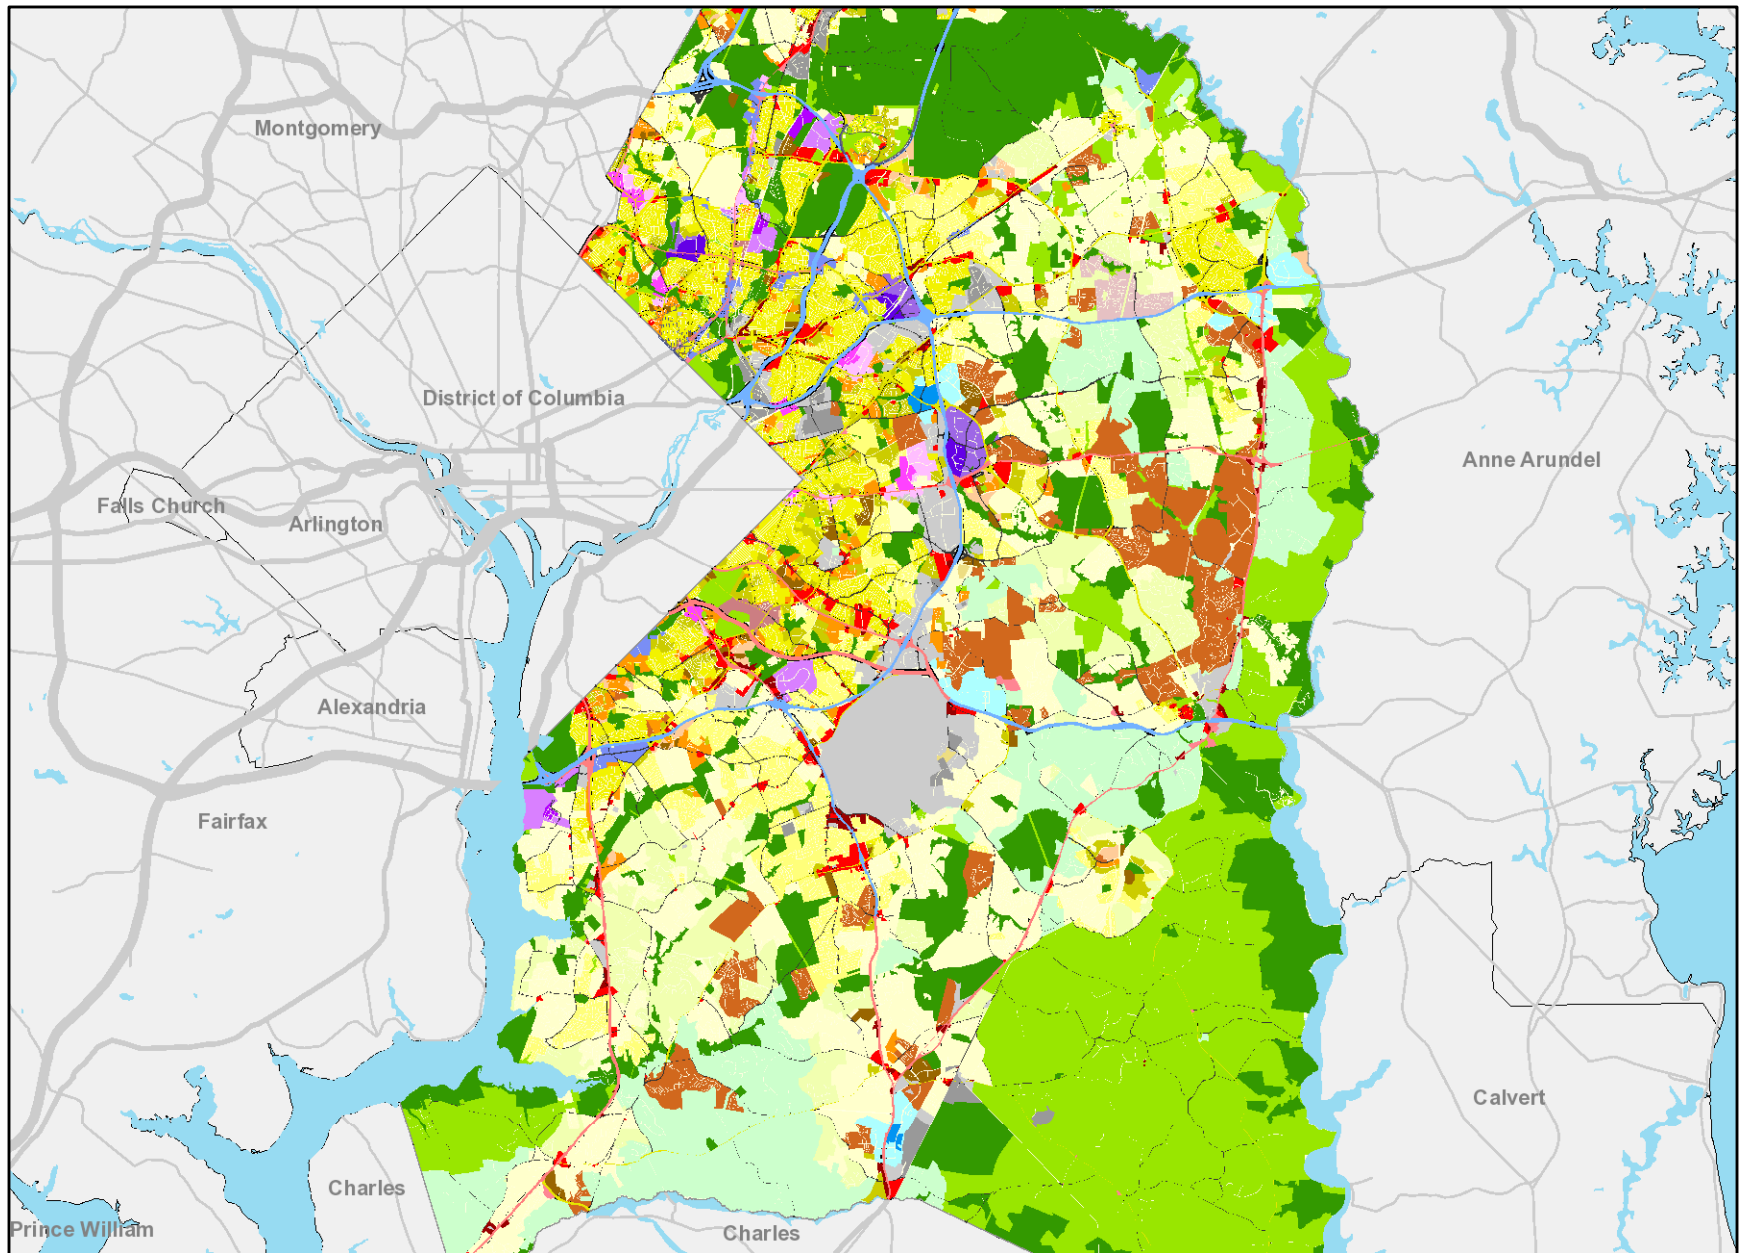 Montgomery
District of Columbia
Anne Arundel
Falls Church
Arlington
Alexandria
Fairfax
Calvert
Charles
Prince William
Charles